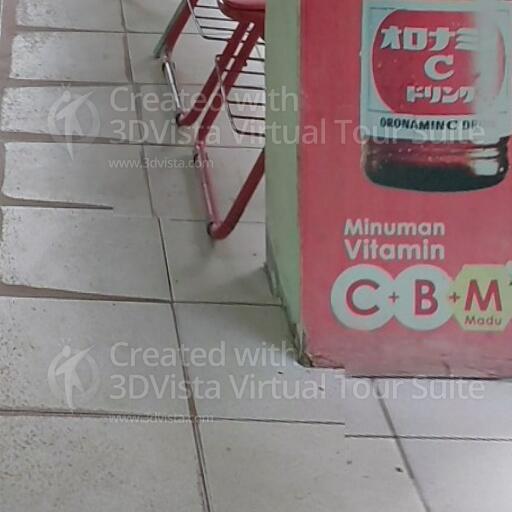 オロナミン
C
ドリンク
ORONAMIN C DR
Minuman
Vitamin
C + B + M
Madu
Created with
3DVista Virtual Tour Suite
www.3dvista.com
Created with
3DVista Virtual Tour Suite
www.3dvista.com